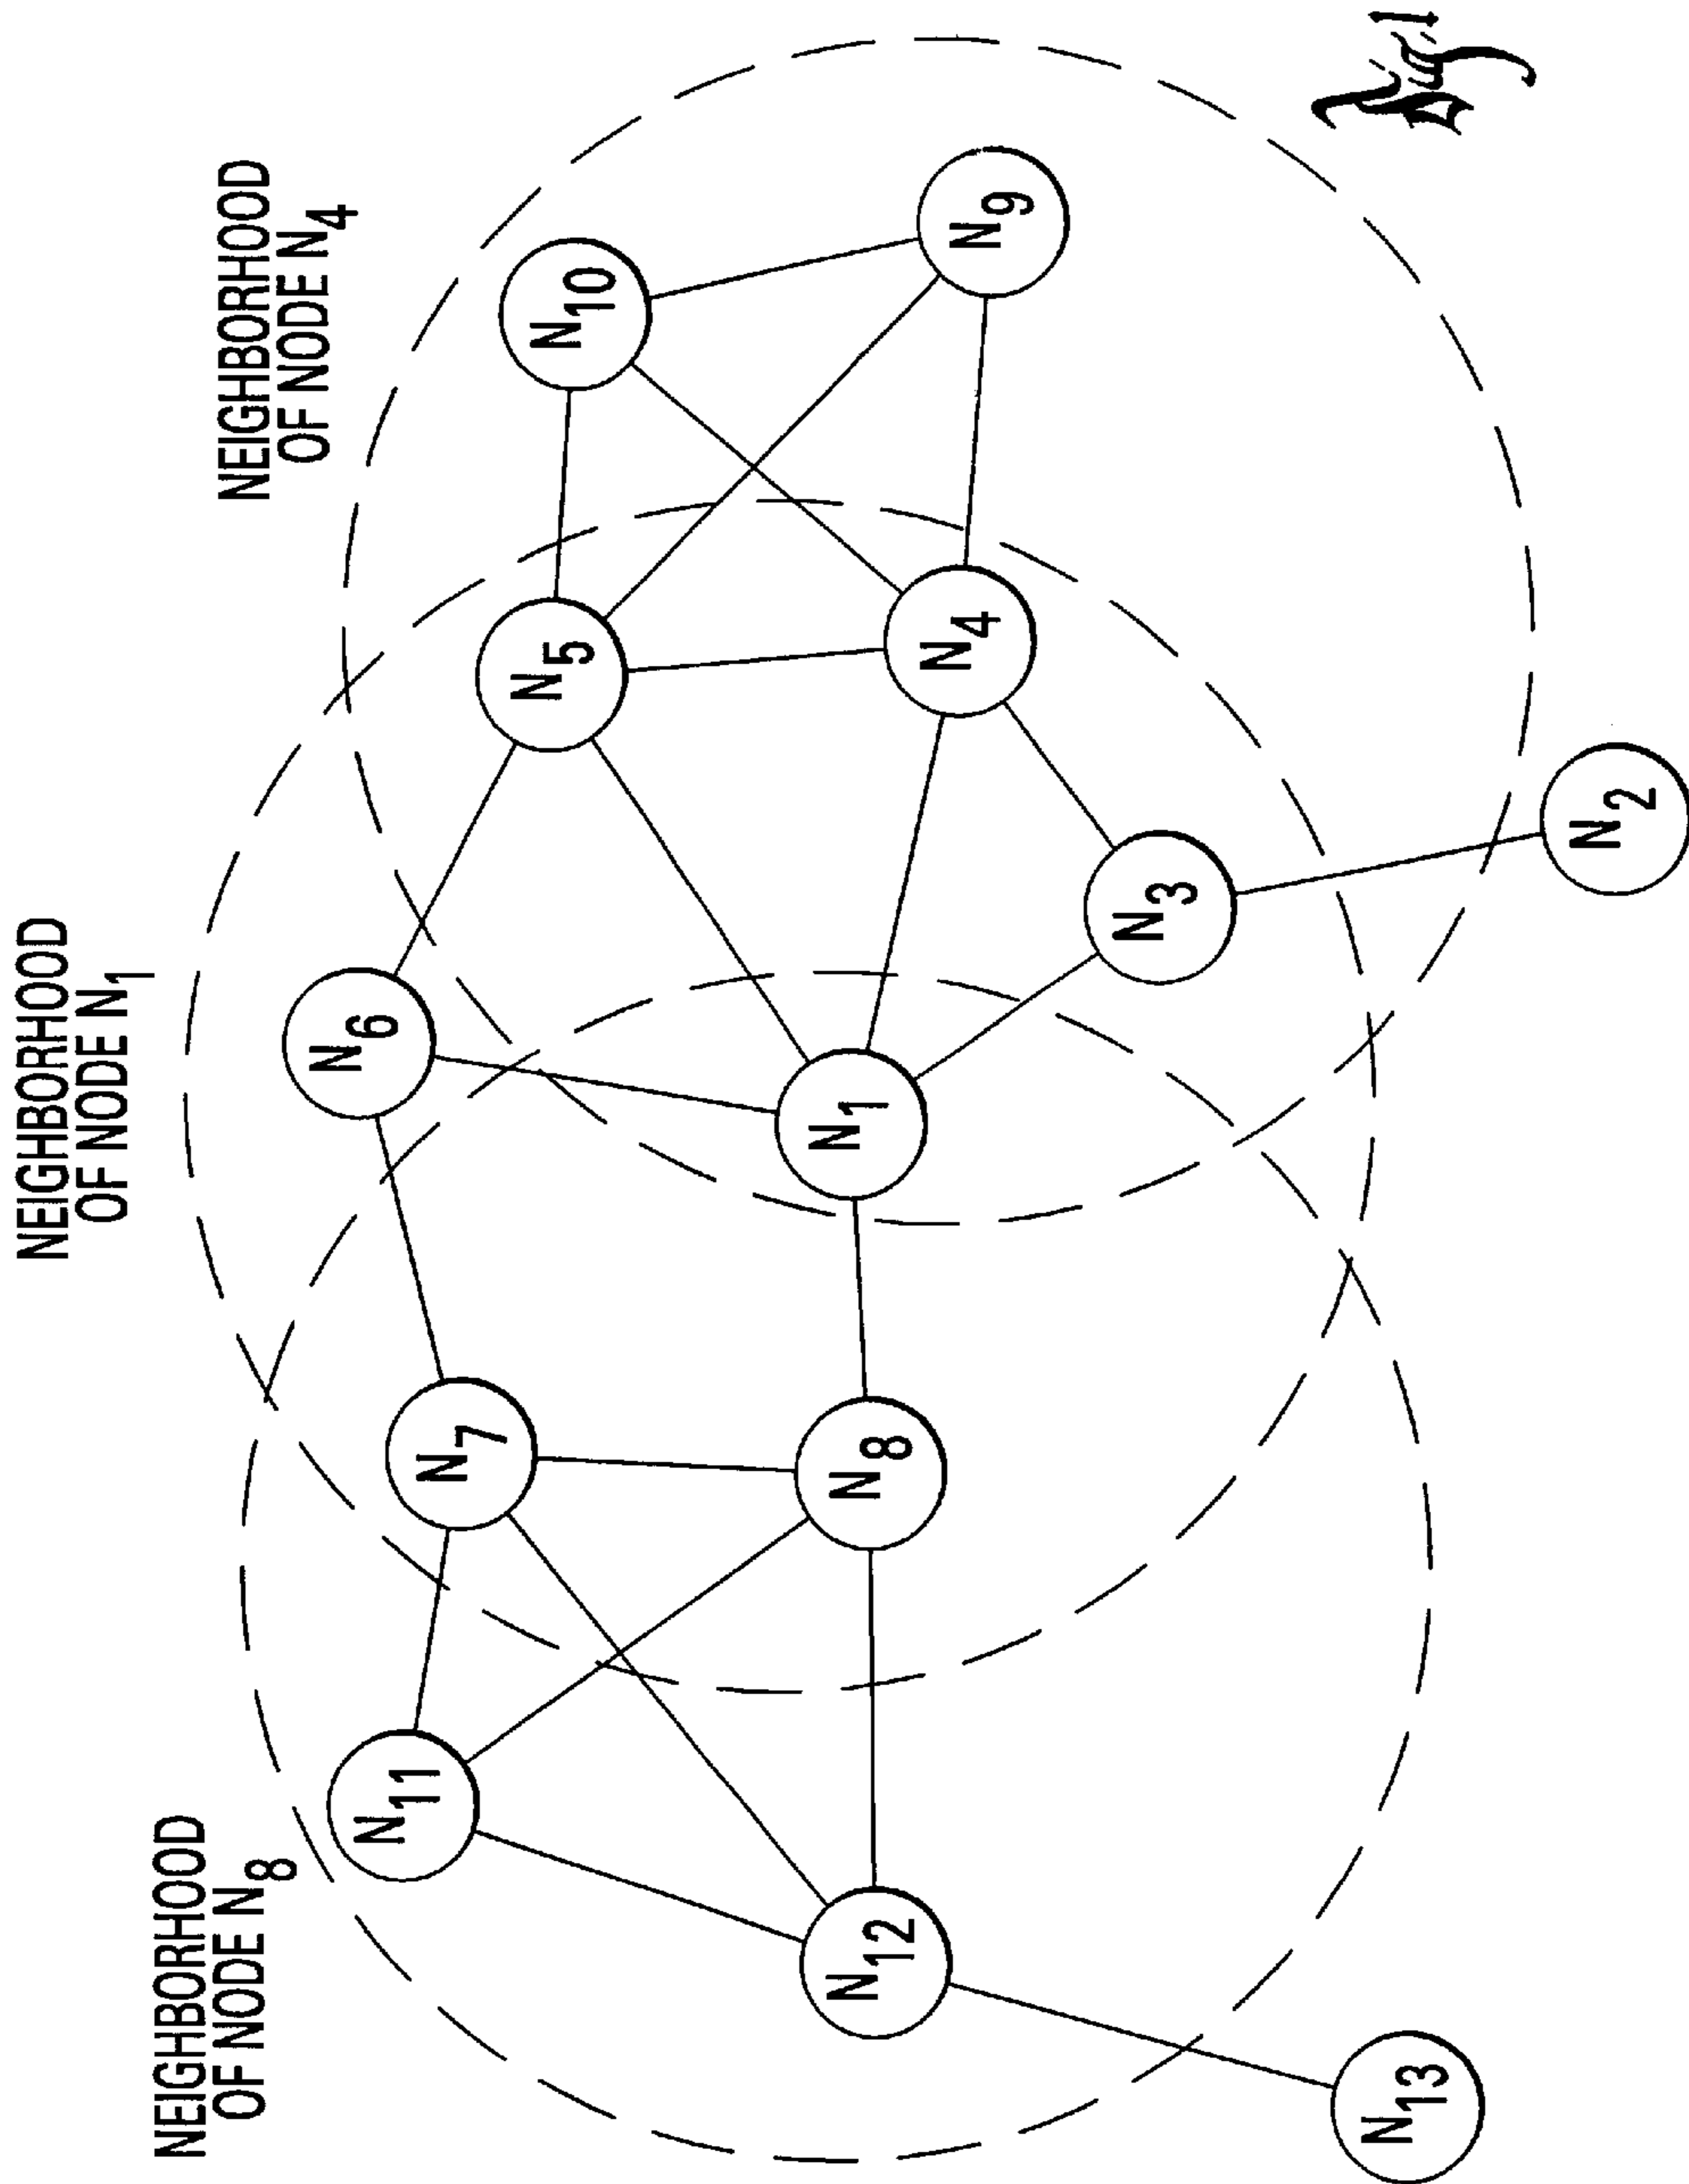 NEIGHBORHOOD
OF NODE N8
NEIGHBORHOOD
OF NODE N1
NEIGHBORHOOD
OF NODE N4
N11
N7
N6
N5
N10
N12
N8
N1
N4
N9
N3
N13
N2
Fig. 1